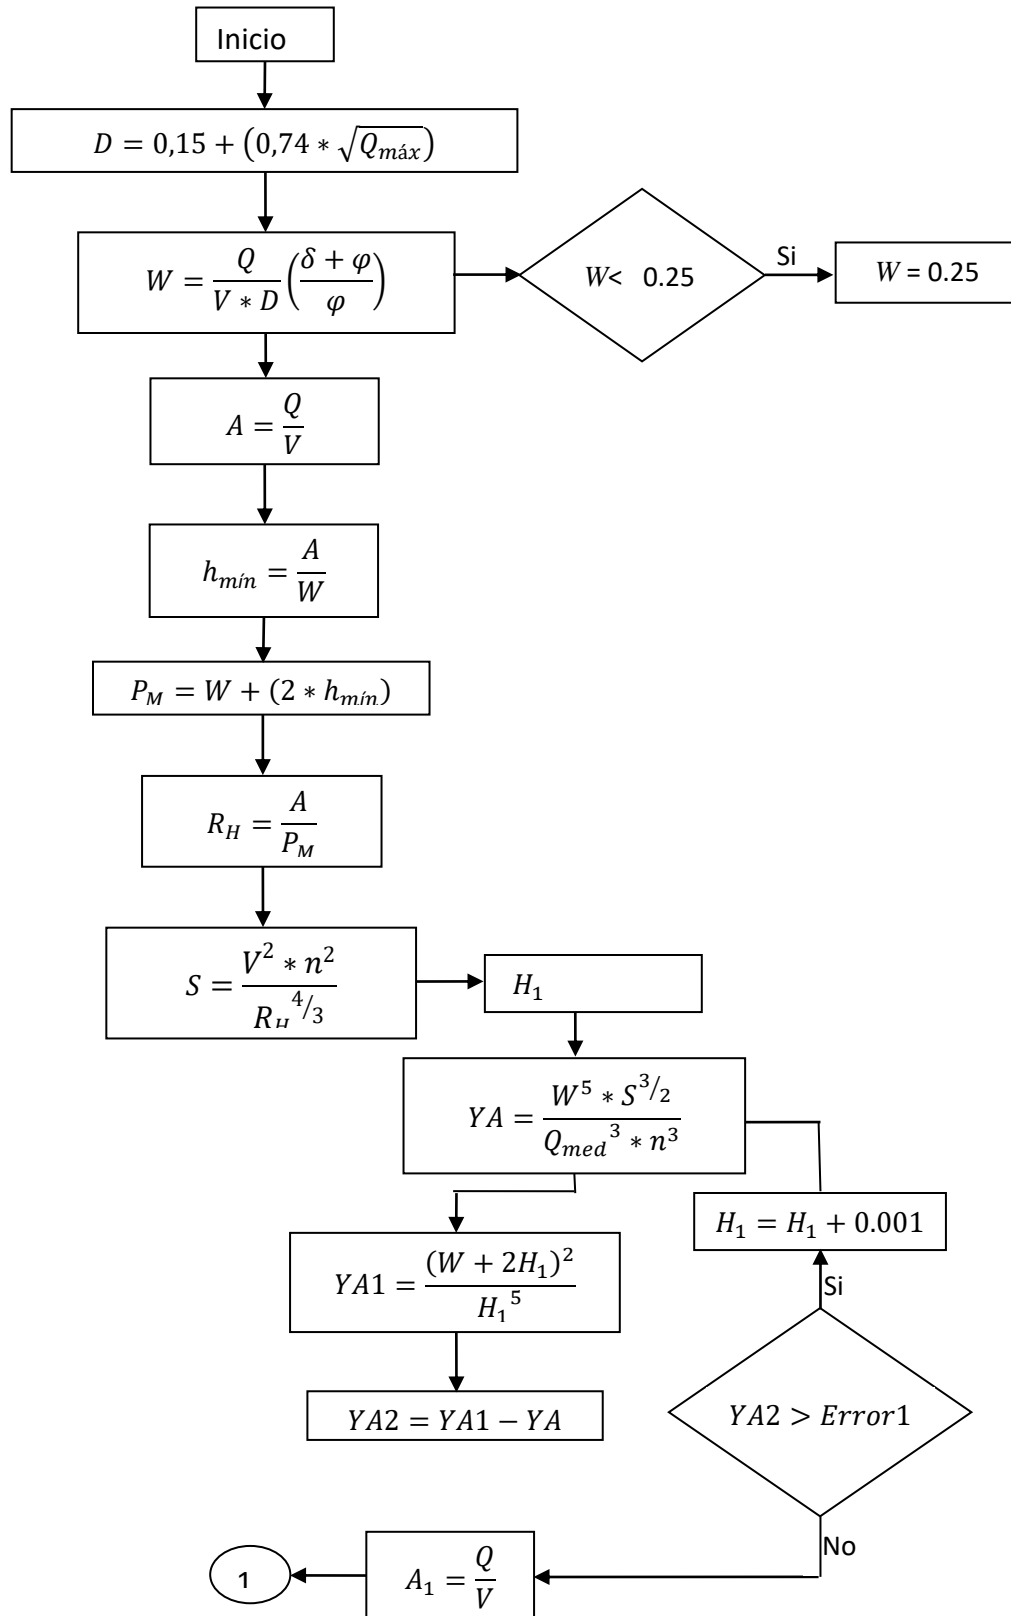 Inicio
D = 0,15 + (0,74 * √Q_máx)
W = Q / (V * D) ((δ + φ) / φ)
W< 0.25
Si
W = 0.25
A = Q / V
h_mín = A / W
P_M = W + (2 * h_mín)
R_H = A / P_M
S = (V^2 * n^2) / R_H^4/3
H_1
YA = (W^5 * S^3/2) / (Q_med^3 * n^3)
H_1 = H_1 + 0.001
YA1 = (W + 2H_1)^2 / H_1^5
Si
YA2 = YA1 − YA
YA2 > Error1
No
A_1 = Q / V
1